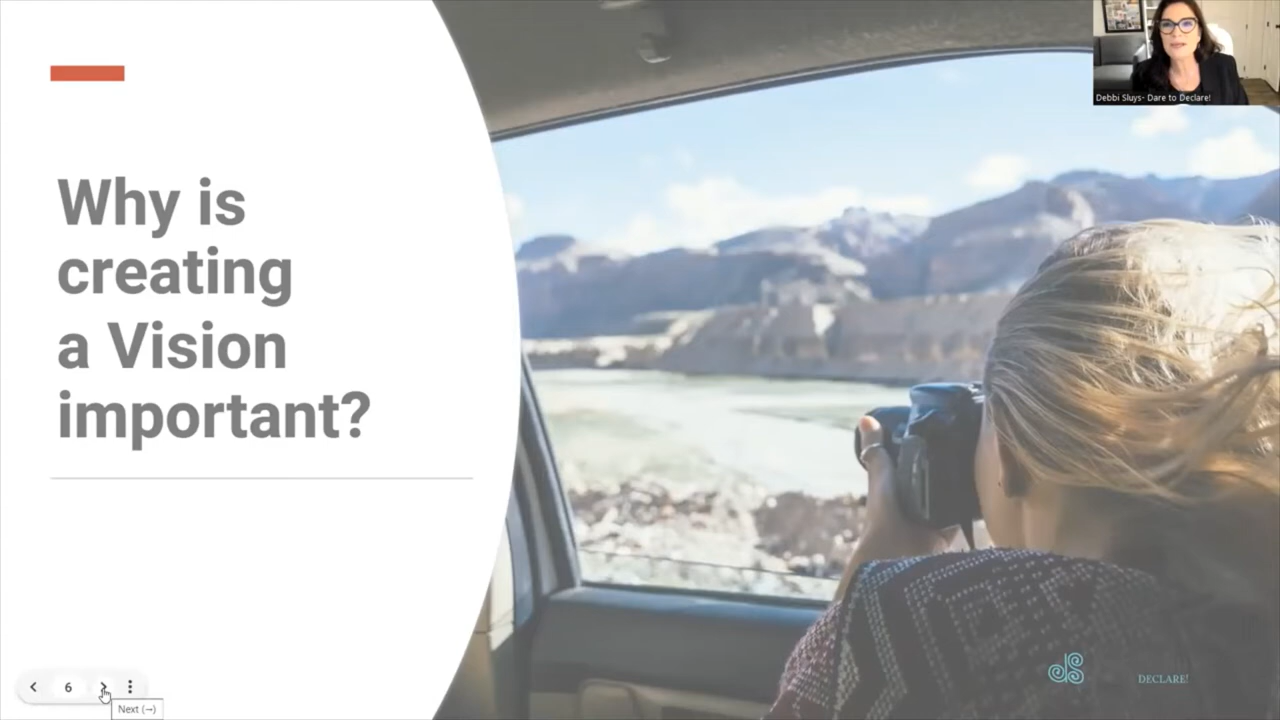 Debbi Sluys- Dare to Declare!
Why is
creating
a Vision
important?
DECLARE!
6
Next (→)